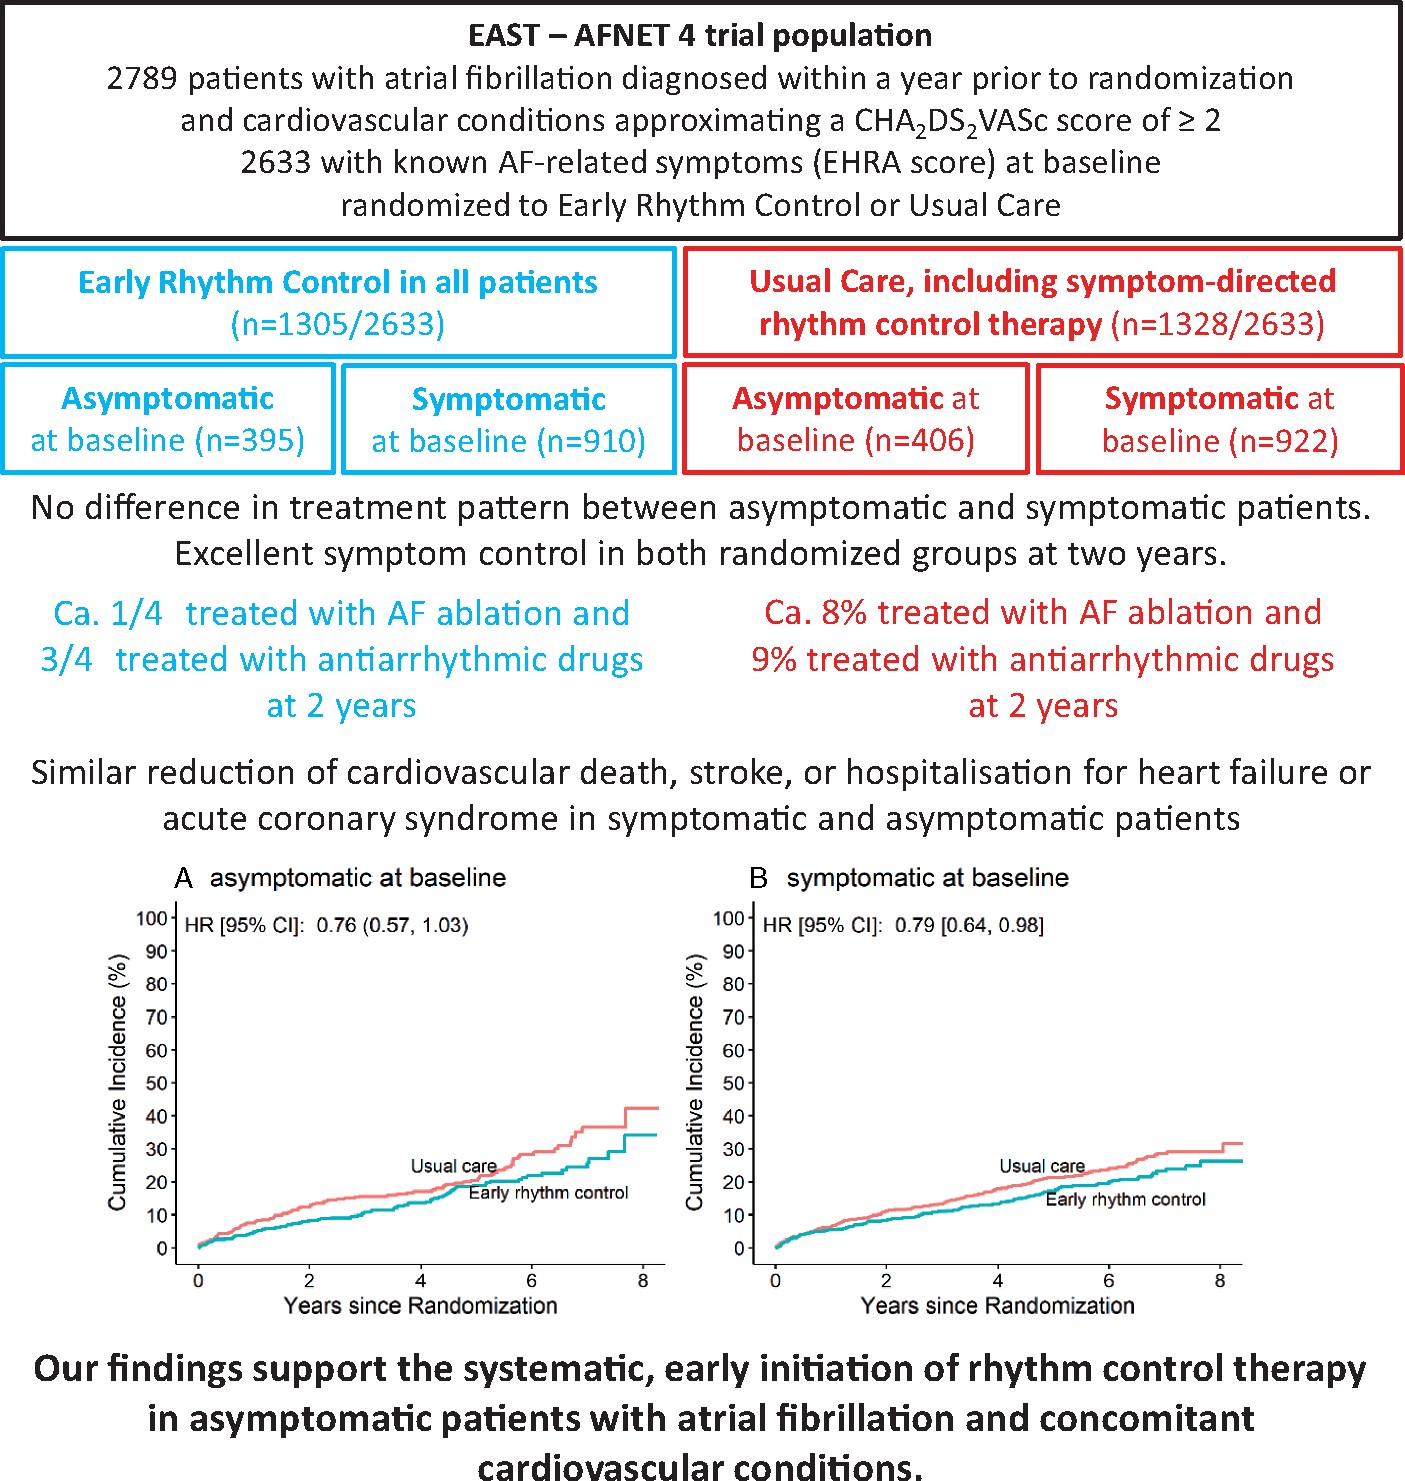 EAST – AFNET 4 trial population
2789 patients with atrial fibrillation diagnosed within a year prior to randomization
and cardiovascular conditions approximating a CHA₂DS₂VASc score of ≥ 2
2633 with known AF-related symptoms (EHRA score) at baseline
randomized to Early Rhythm Control or Usual Care
Early Rhythm Control in all patients
(n=1305/2633)
Usual Care, including symptom-directed
rhythm control therapy (n=1328/2633)
Asymptomatic
at baseline (n=395)
Symptomatic
at baseline (n=910)
Asymptomatic at
baseline (n=406)
Symptomatic at
baseline (n=922)
No difference in treatment pattern between asymptomatic and symptomatic patients.
Excellent symptom control in both randomized groups at two years.
Ca. 1/4 treated with AF ablation and
3/4 treated with antiarrhythmic drugs
at 2 years
Ca. 8% treated with AF ablation and
9% treated with antiarrhythmic drugs
at 2 years
Similar reduction of cardiovascular death, stroke, or hospitalisation for heart failure or
acute coronary syndrome in symptomatic and asymptomatic patients
A asymptomatic at baseline
HR [95% CI]: 0.76 (0.57, 1.03)
Cumulative Incidence (%)
100
90
80
70
60
50
40
30
20
10
0
Usual care
Early rhythm control
0 2 4 6 8
Years since Randomization
B symptomatic at baseline
HR [95% CI]: 0.79 [0.64, 0.98]
Cumulative Incidence (%)
100
90
80
70
60
50
40
30
20
10
0
Usual care
Early rhythm control
0 2 4 6 8
Years since Randomization
Our findings support the systematic, early initiation of rhythm control therapy
in asymptomatic patients with atrial fibrillation and concomitant
cardiovascular conditions.